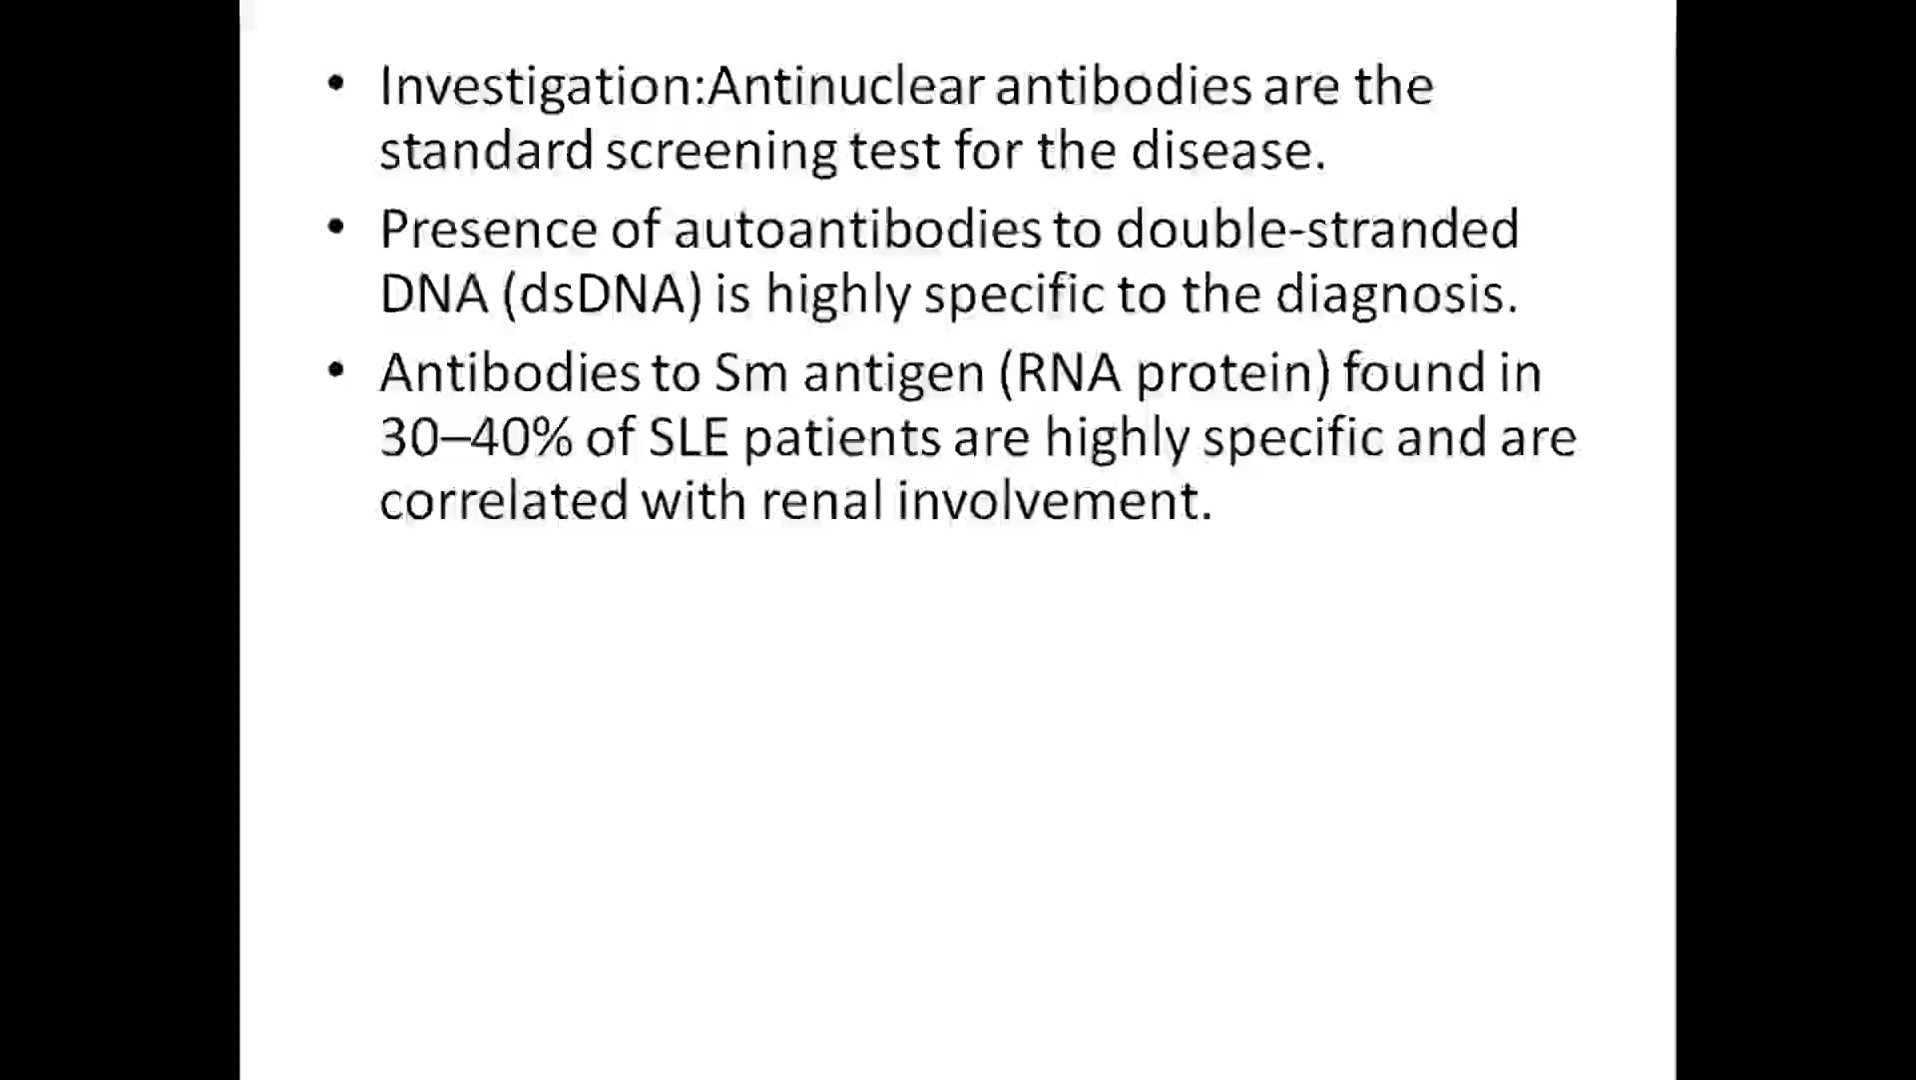 • Investigation:Antinuclear antibodies are the
standard screening test for the disease.
• Presence of autoantibodies to double-stranded
DNA (dsDNA) is highly specific to the diagnosis.
• Antibodies to Sm antigen (RNA protein) found in
30–40% of SLE patients are highly specific and are
correlated with renal involvement.